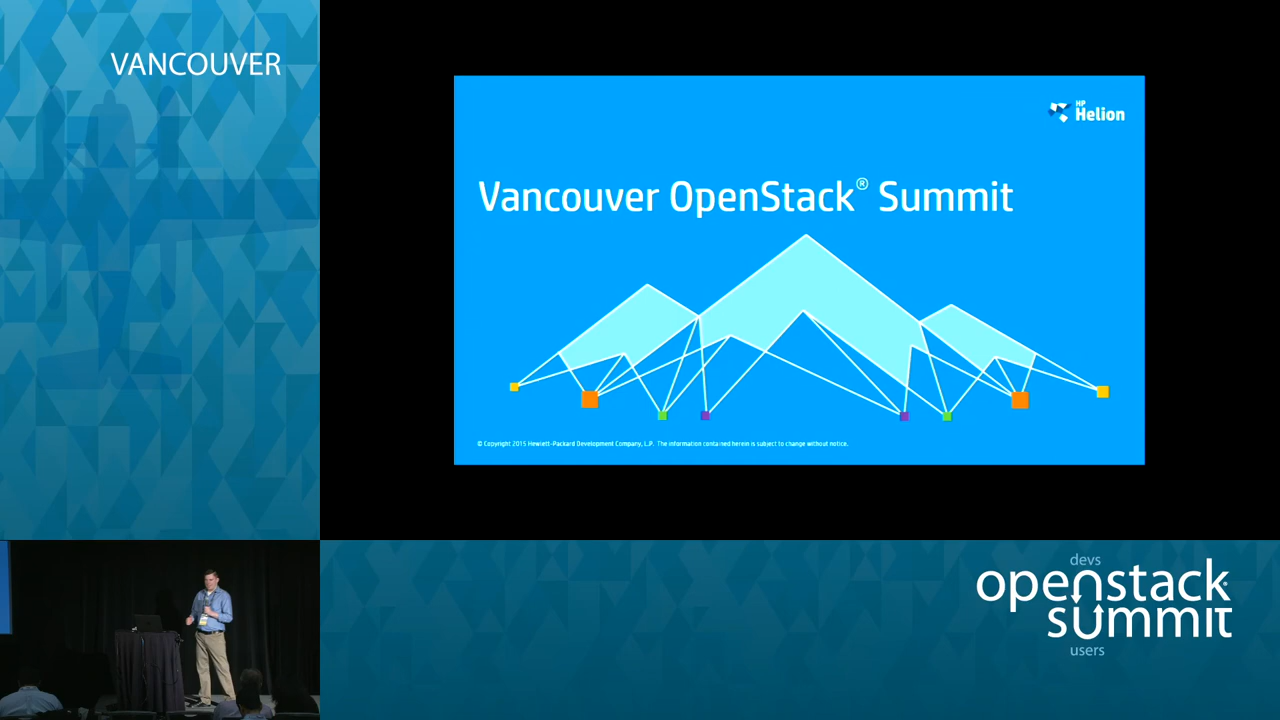 VANCOUVER
HP
Helion
Vancouver OpenStack® Summit
© Copyright 2015 Hewlett-Packard Development Company, L.P. The information contained herein is subject to change without notice.
devs
openstack
summit
users